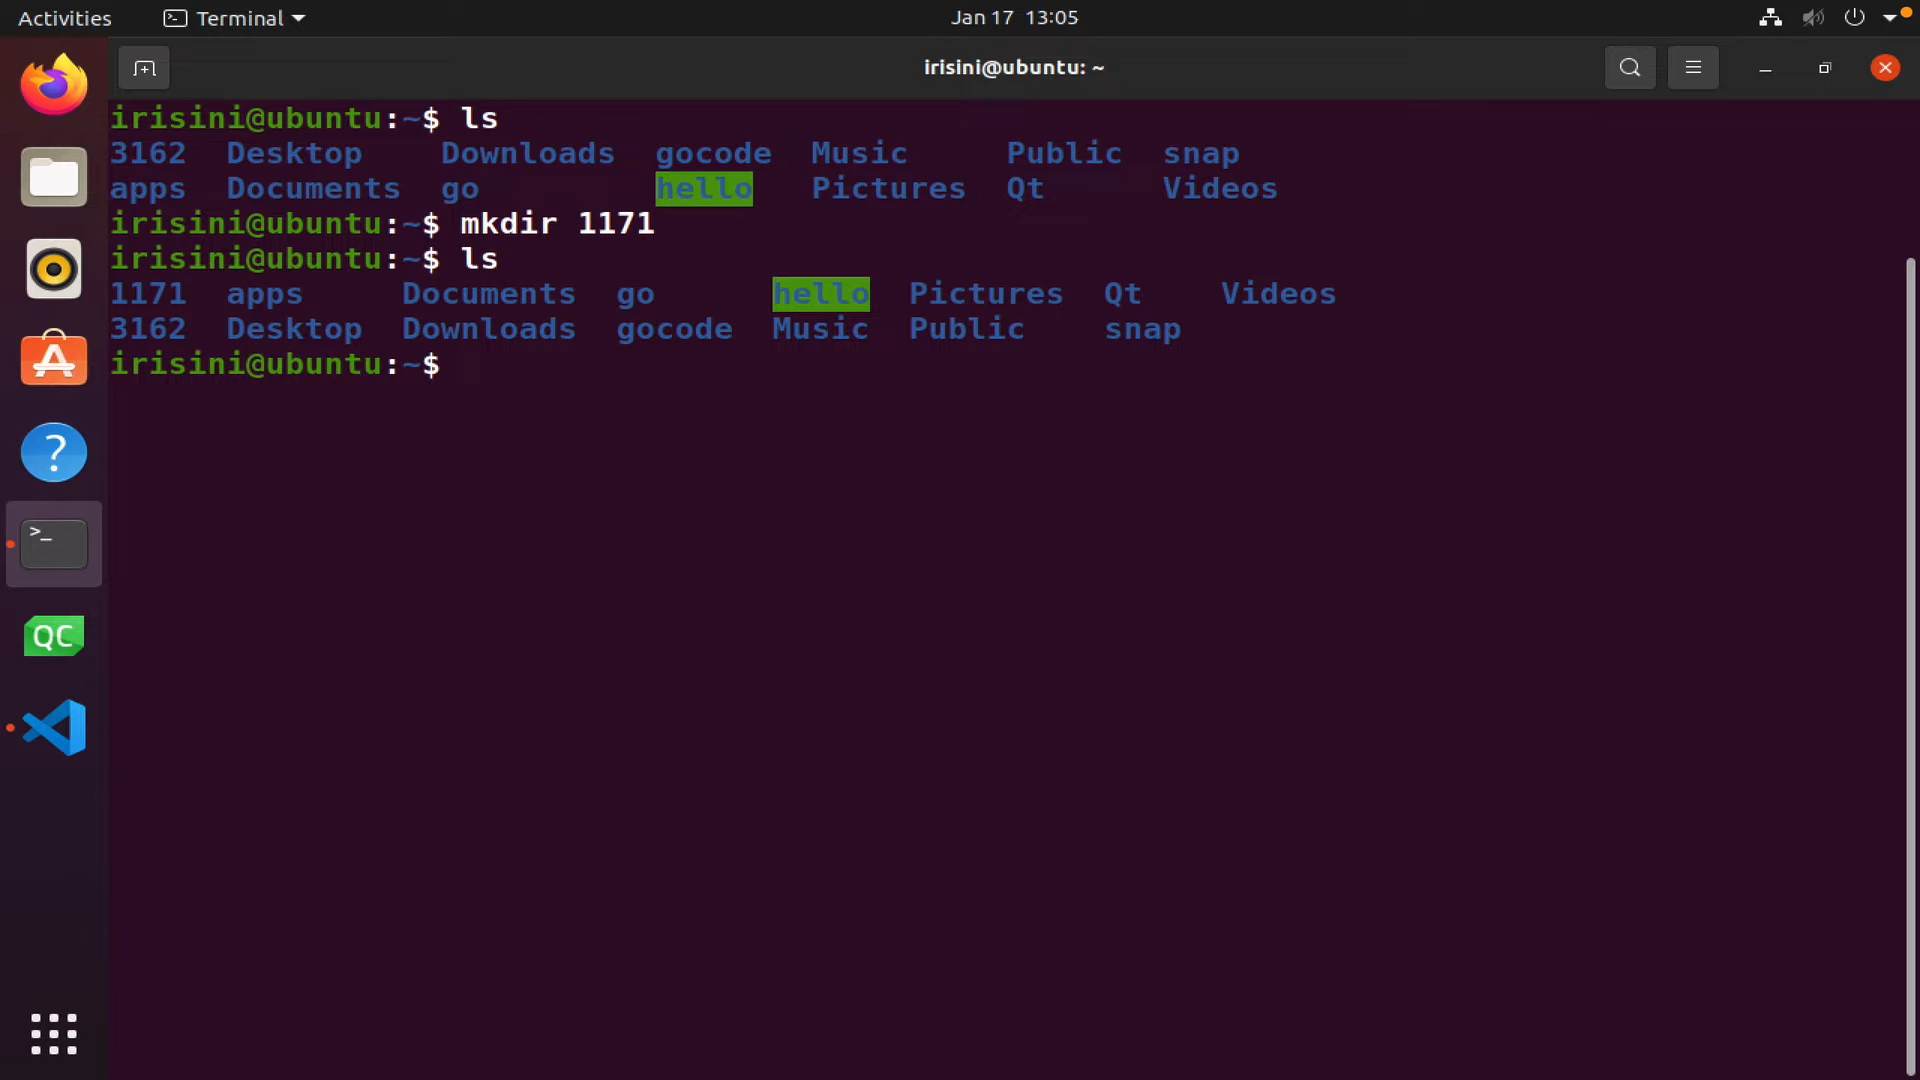 Activities Terminal Jan 17 13:05
irisini@ubuntu: ~
irisini@ubuntu:~$ ls
3162 Desktop Downloads gocode Music Public snap
apps Documents go hello Pictures Qt Videos
irisini@ubuntu:~$ mkdir 1171
irisini@ubuntu:~$ ls
1171 apps Documents go hello Pictures Qt Videos
3162 Desktop Downloads gocode Music Public snap
irisini@ubuntu:~$
?
>_
QC